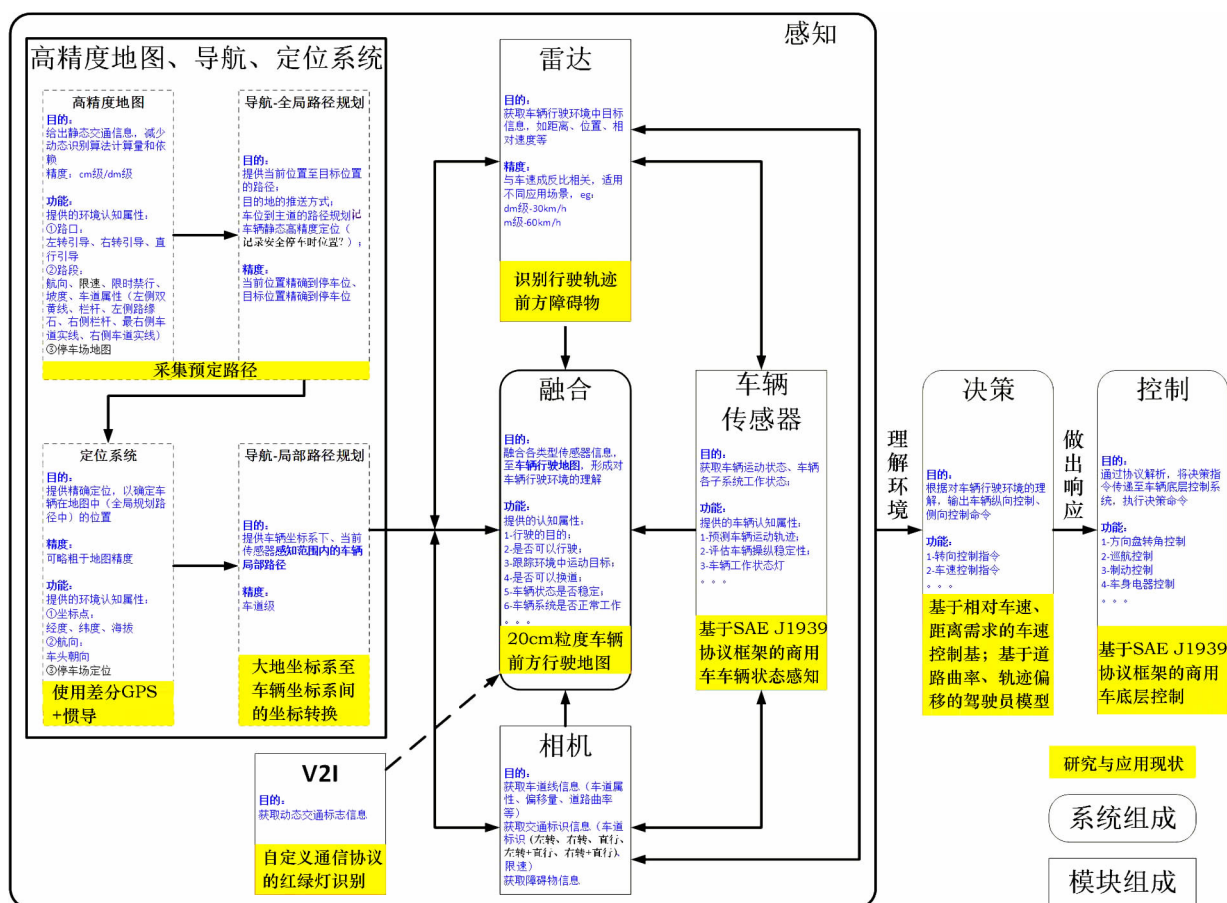 感知
高精度地图、导航、定位系统
高精度地图
目的：
给出静态交通信息，减少
动态识别算法计算量和依
赖
精度：cm级/dm级
功能：
提供的环境认知属性：
①路口：
左转引导、右转引导、直
行引导
②路段：
航向、限速、限时禁行、
坡度、车道属性（左侧双
黄线、栏杆、左侧路缘
石、右侧栏杆、最右侧车
道实线、右侧车道实线）
③停车场地图
导航-全局路径规划
目的：
提供当前位置至目标位置
的路径；
目的地的推送方式；
车位到主道的路径规划记
车辆静态高精度定位（
记录安全停车时位置？）；
精度：
当前位置精确到停车位、
目标位置精确到停车位
采集预定路径
定位系统
目的：
提供精确定位，以确定车
辆在地图中（全局规划路
径中）的位置
精度：
可略粗于地图精度
功能：
提供的环境认知属性：
①坐标点：
经度、纬度、海拔
②航向：
车头朝向
③停车场定位
使用差分GPS
+惯导
导航-局部路径规划
目的：
提供车辆坐标系下、当前
传感器感知范围内的车辆
局部路径
精度：
车道级
大地坐标系至
车辆坐标系间
的坐标转换
V2I
目的：
获取动态交通标志信息
自定义通信协议
的红绿灯识别
雷达
目的：
获取车辆行驶环境中目标
信息，如距离、位置、相
对速度等
精度：
与车速成反比相关，适用
不同应用场景，eg：
dm级-30km/h
m级-60km/h
识别行驶轨迹
前方障碍物
融合
目的：
融合各类型传感器信息，
至车辆行驶地图，形成对
车辆行驶环境的理解
功能：
提供的认知属性：
1-行驶的目的；
2-是否可以行驶；
3-跟踪环境中运动目标；
4-是否可以换道；
5-车辆状态是否稳定；
6-车辆系统是否正常工作
。。。
20cm粒度车辆
前方行驶地图
相机
目的：
获取车道线信息（车道属
性、偏移量、道路曲率
等）
获取交通标识信息（车道
标识（左转、右转、直行、
左转+直行、右转+直行）、
限速）
获取障碍物信息
车辆
传感器
目的：
获取车辆运动状态、车辆
各子系统工作状态；
功能：
提供的车辆认知属性：
1-预测车辆运动轨迹；
2-评估车辆操纵稳定性；
3-车辆工作状态灯
。。。
基于SAE J1939
协议框架的商用
车车辆状态感知
理解环境
决策
目的：
根据对车辆行驶环境的理
解，输出车辆纵向控制、
侧向控制命令
功能：
1-转向控制指令
2-车速控制指令
。。。
基于相对车速、
距离需求的车速
控制基；基于道
路曲率、轨迹偏
移的驾驶员模型
做出响应
控制
目的：
通过协议解析，将决策指
令传递至车辆底层控制系
统，执行决策命令
功能：
1-方向盘转角控制
2-巡航控制
3-制动控制
4-车身电器控制
。。。
基于SAE J1939
协议框架的商用
车底层控制
研究与应用现状
系统组成
模块组成